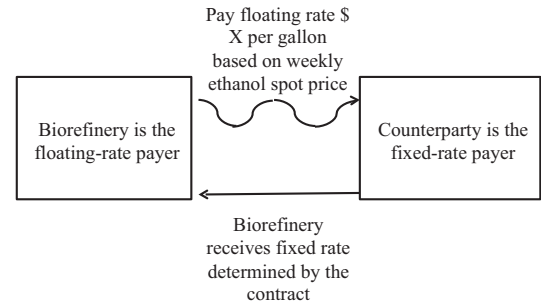 Pay floating rate $
X per gallon
based on weekly
ethanol spot price
Biorefinery is the
floating-rate payer
Counterparty is the
fixed-rate payer
Biorefinery
receives fixed rate
determined by the
contract